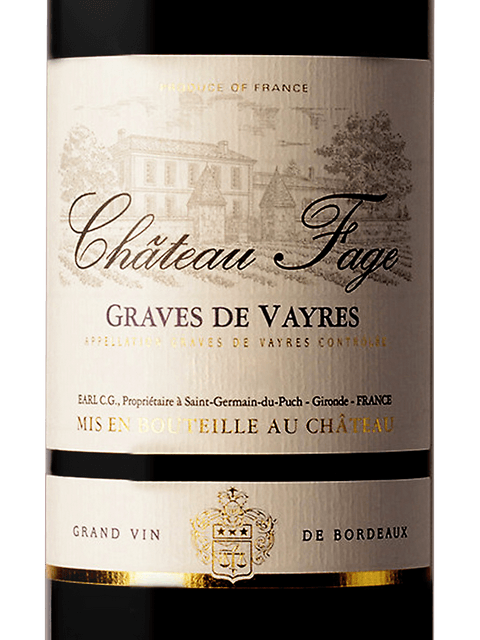 PRODUCE OF FRANCE
Château Fage
GRAVES DE VAYRES
APPELLATION GRAVES DE VAYRES CONTRÔLÉE
EARL C.G., Propriétaire à Saint-Germain-du-Puch - Gironde - FRANCE
MIS EN BOUTEILLE AU CHÂTEAU
GRAND VIN DE BORDEAUX